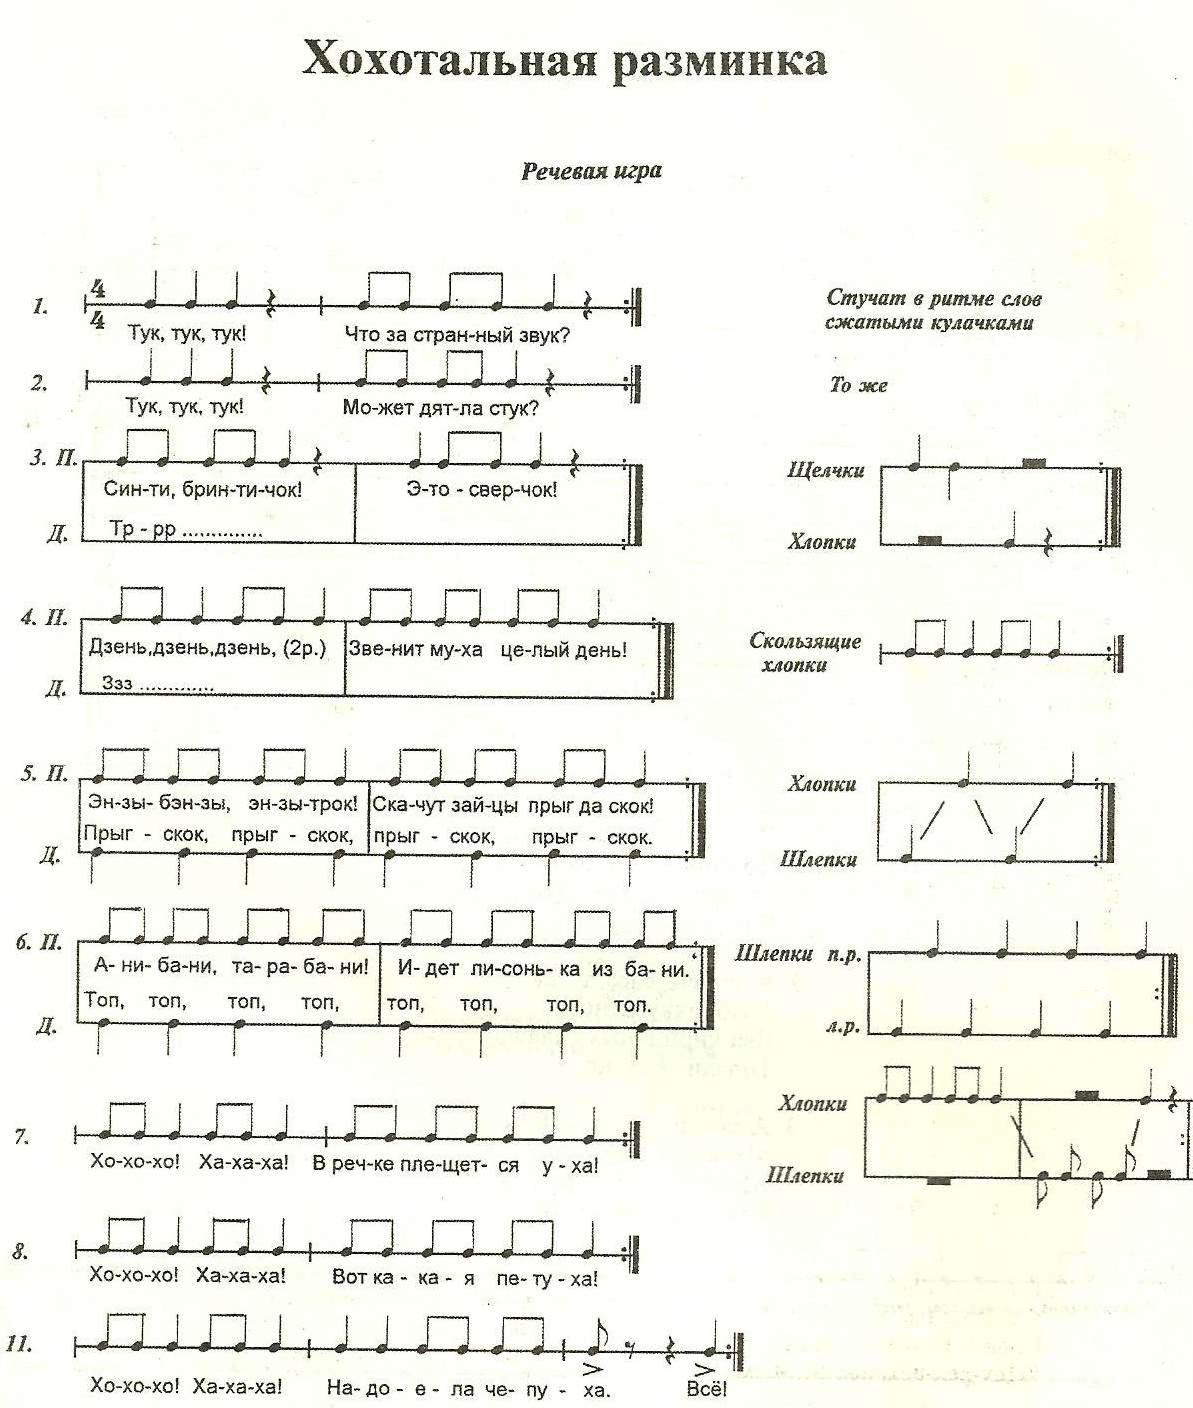 Хохотальная разминка
Речевая игра
1. 4/4 Тук, тук, тук! Что за стран-ный звук?
Стучат в ритме слов
сжатыми кулачками
2. Тук, тук, тук! Мо-жет дят-ла стук?
То же
3. П. Син-ти, брин-ти-чок! Э-то - свер-чок!
Д. Тр - рр ..............
Щелчки
Хлопки
4. П. Дзень,дзень,дзень, (2р.) Зве-нит му-ха це-лый день!
Д. Ззз .............
Скользящие
хлопки
5. П. Эн-зы- бэн-зы, эн-зы-трок! Ска-чут зай-цы прыг да скок!
Д. Прыг - скок, прыг - скок, прыг - скок, прыг - скок.
Хлопки
Шлепки
6. П. А- ни- ба-ни, та- ра- ба- ни! И- дет ли-сонь- ка из ба- ни.
Д. Топ, топ, топ, топ, топ, топ, топ, топ.
Шлепки п.р.
л.р.
7. Хо-хо-хо! Ха-ха-ха! В реч-ке пле-щет- ся у - ха!
Хлопки
Шлепки
8. Хо-хо-хо! Ха-ха-ха! Вот ка - ка - я пе- ту - ха!
11. Хо-хо-хо! Ха-ха-ха! На- до - е - ла че- пу - ха. Всё!